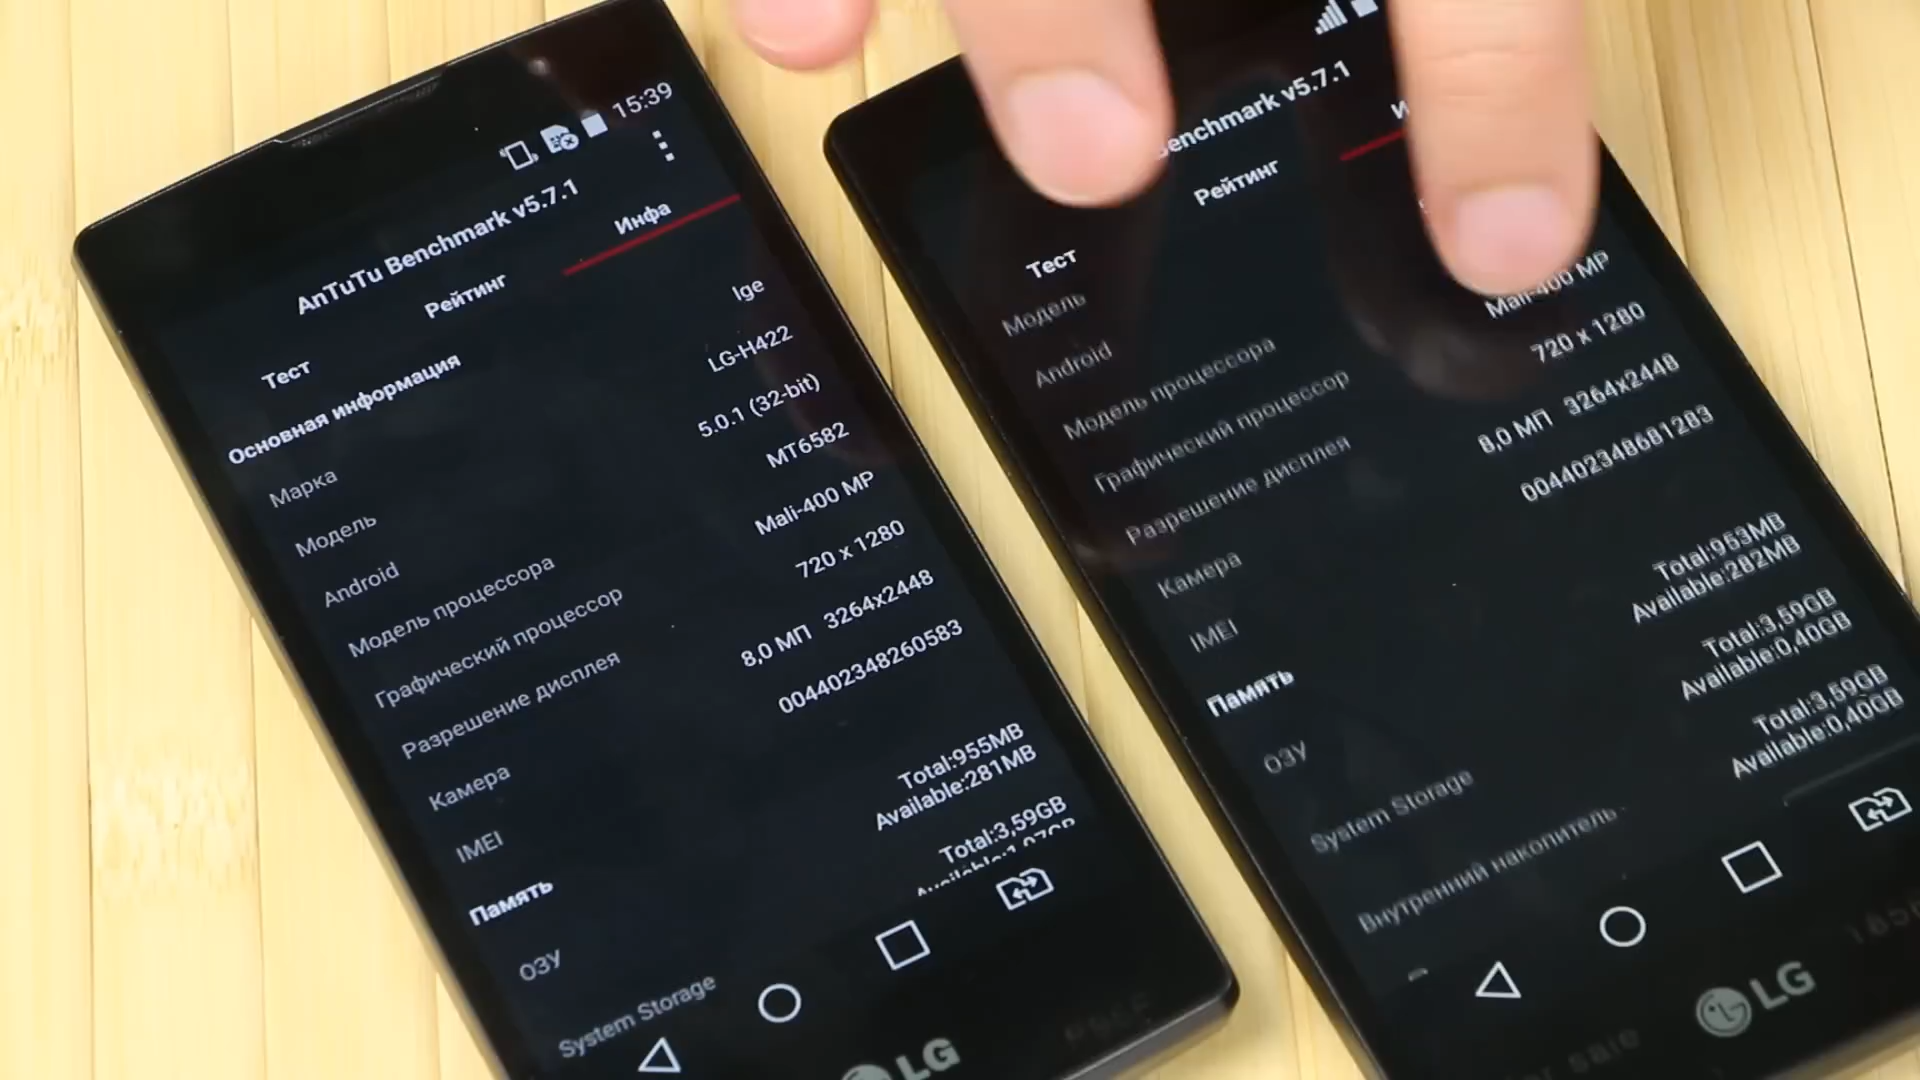 15:39
AnTuTu Benchmark v5.7.1
Тест
Рейтинг
Инфа
Основная информация
Марка
lge
Модель
LG-H422
Android
5.0.1 (32-bit)
Модель процессора
MT6582
Графический процессор
Mali-400 MP
Разрешение дисплея
720 x 1280
Камера
8,0 МП 3264x2448
IMEI
004402348260583
Память
ОЗУ
Total:955MB
Available:281MB
System Storage
Total:3,59GB
LG
Benchmark v5.7.1
Тест
Рейтинг
Модель
Android
Модель процессора
Графический процессор
Mali-400 MP
Разрешение дисплея
720 x 1280
Камера
8,0 МП 3264x2448
IMEI
004402348681283
Память
ОЗУ
Total:953MB
Available:282MB
System Storage
Total:3,59GB
Available:0,40GB
Внутренний накопитель
Total:3,59GB
Available:0,40GB
LG
sale